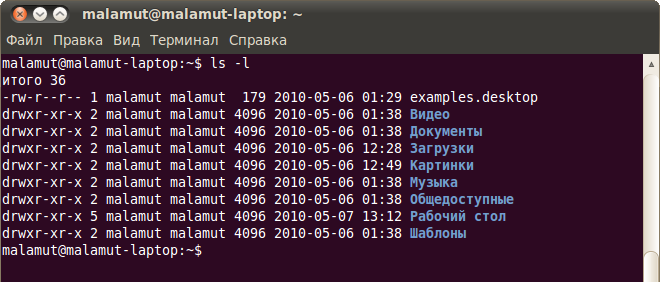 malamut@malamut-laptop: ~
Файл Правка Вид Терминал Справка
malamut@malamut-laptop:~$ ls -l
итого 36
-rw-r--r-- 1 malamut malamut  179 2010-05-06 01:29 examples.desktop
drwxr-xr-x 2 malamut malamut 4096 2010-05-06 01:38 Видео
drwxr-xr-x 2 malamut malamut 4096 2010-05-06 01:38 Документы
drwxr-xr-x 2 malamut malamut 4096 2010-05-06 12:28 Загрузки
drwxr-xr-x 2 malamut malamut 4096 2010-05-06 12:49 Картинки
drwxr-xr-x 2 malamut malamut 4096 2010-05-06 01:38 Музыка
drwxr-xr-x 2 malamut malamut 4096 2010-05-06 01:38 Общедоступные
drwxr-xr-x 5 malamut malamut 4096 2010-05-07 13:12 Рабочий стол
drwxr-xr-x 2 malamut malamut 4096 2010-05-06 01:38 Шаблоны
malamut@malamut-laptop:~$